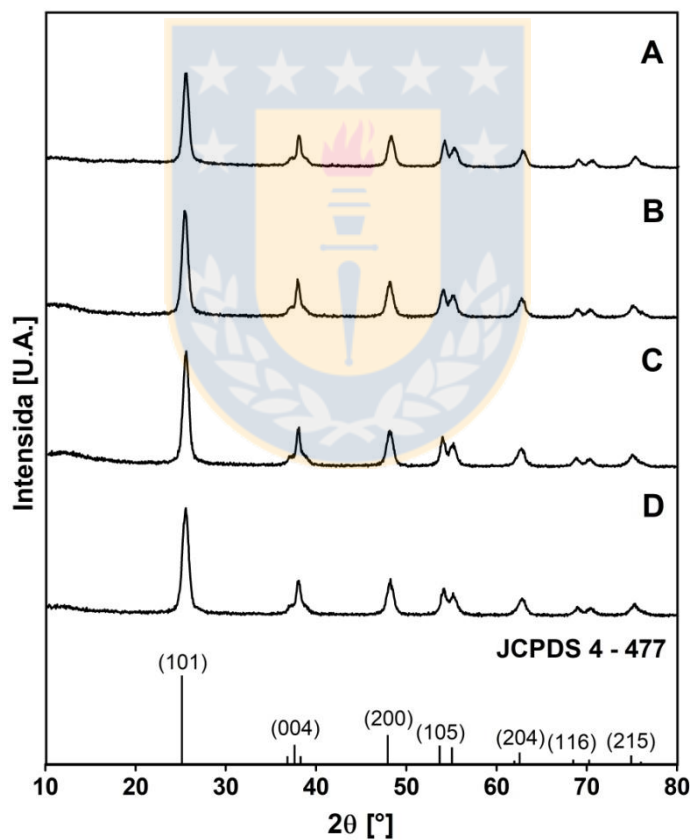 A
B
C
D
Intensida [U.A.]
JCPDS 4 - 477
(101)
(004)
(200)
(105)
(204)
(116)
(215)
10 20 30 40 50 60 70 80
2θ [°]